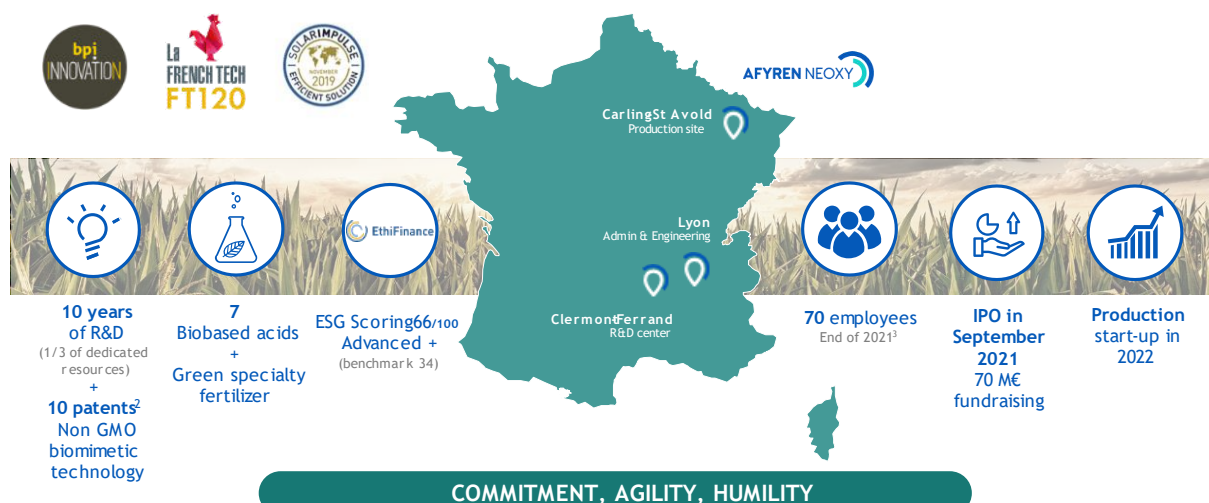 bpi
INNOVATION
La
FRENCH TECH
FT120
SOLARIMPULSE
NOVEMBER
2019
EFFICIENT SOLUTION
AFYREN NEOXY
CarlingSt Avold
Production site
Lyon
Admin & Engineering
ClermontFerrand
R&D center
EthiFinance
10 years
of R&D
(1/3 of dedicated
resources)
+
10 patents2
Non GMO
biomimetic
technology
7
Biobased acids
+
Green specialty
fertilizer
ESG Scoring66/100
Advanced +
(benchmark 34)
70 employees
End of 20213
IPO in
September
2021
70 M€
fundraising
Production
start-up in
2022
COMMITMENT, AGILITY, HUMILITY